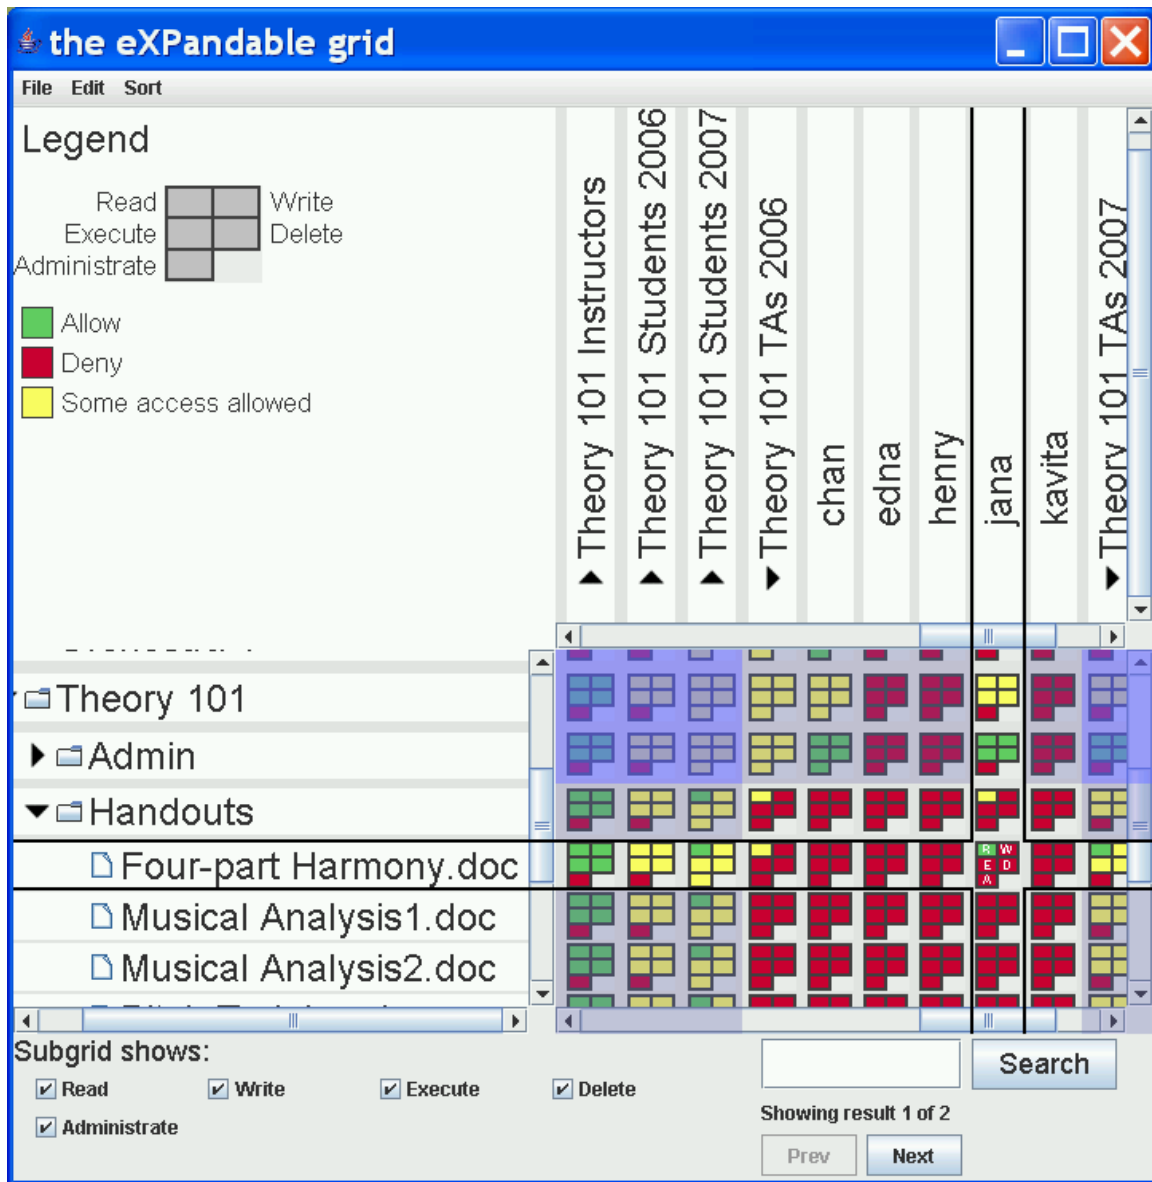 the eXPandable grid
File Edit Sort
Legend
Read Write
Execute Delete
Administrate
Allow
Deny
Some access allowed
Theory 101 Instructors
Theory 101 Students 2006
Theory 101 Students 2007
Theory 101 TAs 2006
chan
edna
henry
jana
kavita
Theory 101 TAs 2007
Theory 101
Admin
Handouts
Four-part Harmony.doc
R W
E D
A
Musical Analysis1.doc
Musical Analysis2.doc
Subgrid shows:
Read Write Execute Delete
Administrate
Search
Showing result 1 of 2
Prev Next